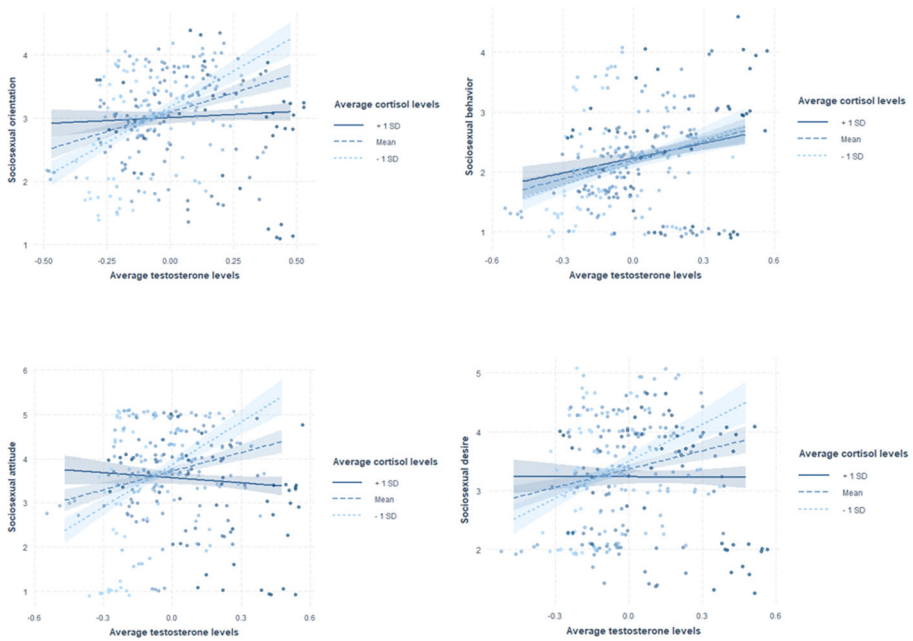 Sociosexual orientation
4
3
2
1
-0.50
-0.25
0.00
0.25
0.50
Average testosterone levels
Average cortisol levels
+ 1 SD
Mean
- 1 SD
Sociosexual behavior
4
3
2
1
-0.6
-0.3
0.0
0.3
0.6
Average testosterone levels
Average cortisol levels
+ 1 SD
Mean
- 1 SD
Sociosexual attitude
6
5
4
3
2
1
-0.6
-0.3
0.0
0.3
0.6
Average testosterone levels
Average cortisol levels
+ 1 SD
Mean
- 1 SD
Sociosexual desire
5
4
3
2
-0.6
-0.3
0.0
0.3
0.6
Average testosterone levels
Average cortisol levels
+ 1 SD
Mean
- 1 SD